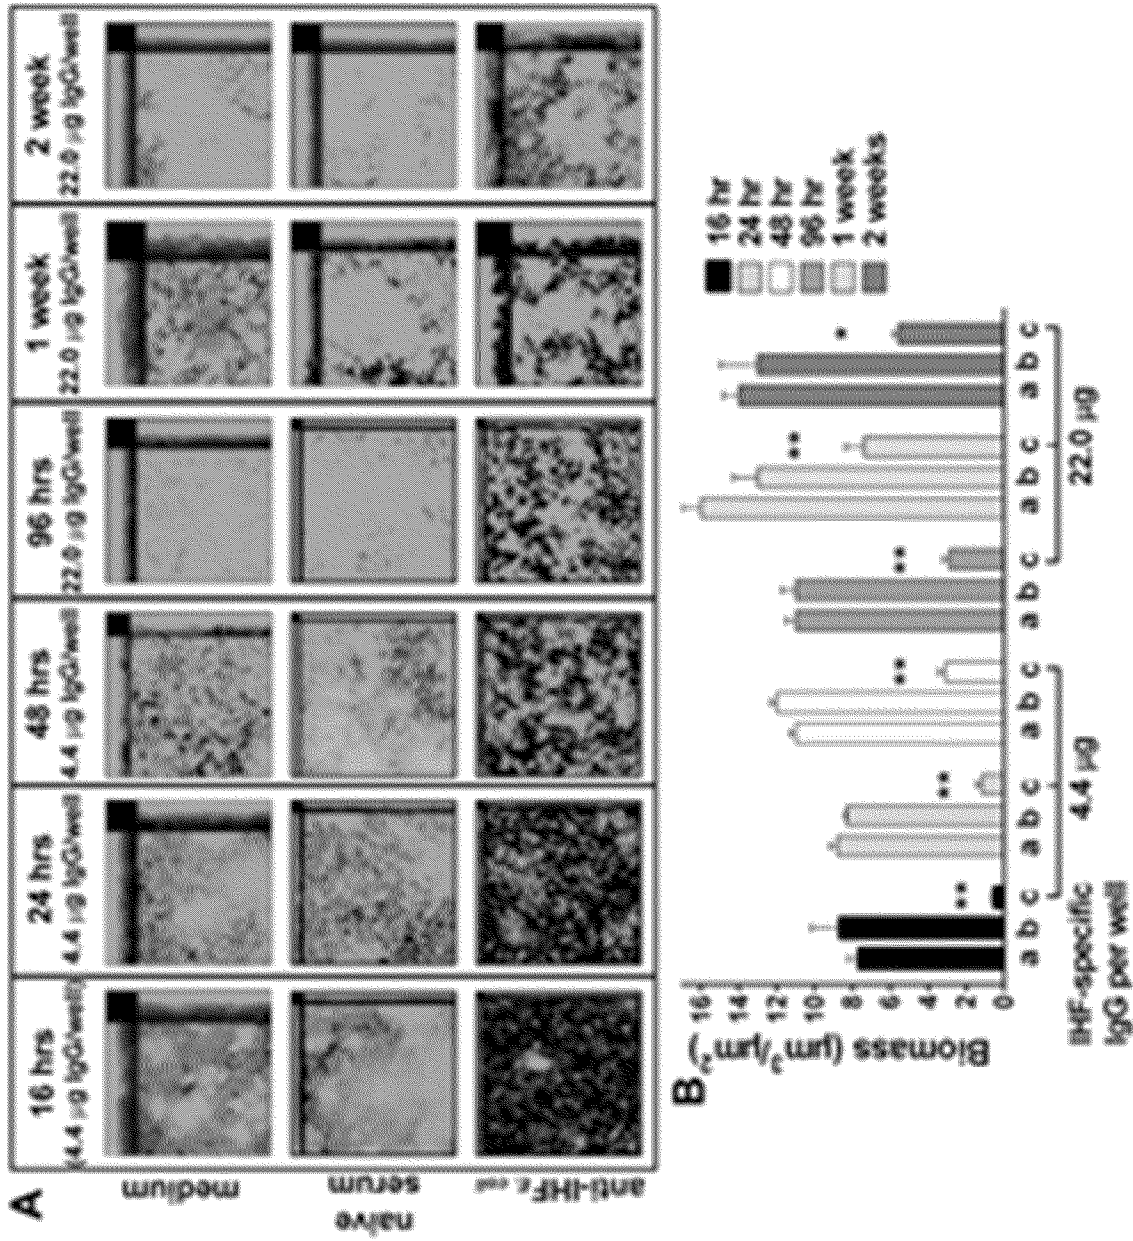 A
16 hrs
(4.4 µg IgG/well)
24 hrs
4.4 µg IgG/well
48 hrs
4.4 µg IgG/well
96 hrs
22.0 µg IgG/well
1 week
22.0 µg IgG/well
2 week
22.0 µg IgG/well
medium
naive
serum
anti-IHF E. coli
B
Biomass (µm³/µm²)
16
14
12
10
8
6
4
2
0
** ** ** ** ** *
a b c a b c a b c a b c a b c a b c
IHF-specific
IgG per well
4.4 µg
22.0 µg
16 hr
24 hr
48 hr
96 hr
1 week
2 weeks